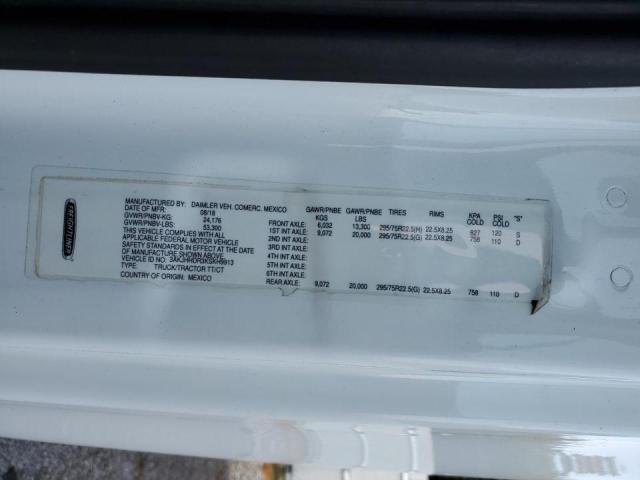 FREIGHTLINER
MANUFACTURED BY: DAIMLER VEH. COMERC. MEXICO
DATE OF MFR: 08/18
GVWR/PNBV-KG: 24,176
GVWR/PNBV-LBS: 53,300
THIS VEHICLE COMPLIES WITH ALL
APPLICABLE FEDERAL MOTOR VEHICLE
SAFETY STANDARDS IN EFFECT AT THE DATE
OF MANUFACTURE SHOWN ABOVE.
VEHICLE ID NO: 3AKJHHDR3KSKH9913
TYPE: TRUCK/TRACTOR TT/CT
COUNTRY OF ORIGIN: MEXICO
GAWR/PNBE GAWR/PNBE TIRES RIMS KPA PSI "S"
KGS LBS COLD COLD
FRONT AXLE: 6,032 13,300 295/75R22.5(H) 22.5X8.25 827 120 S
1ST INT AXLE: 9,072 20,000 295/75R22.5(G) 22.5X8.25 758 110 D
2ND INT AXLE:
3RD INT AXLE:
4TH INT AXLE:
5TH INT AXLE:
6TH INT AXLE:
REAR AXLE: 9,072 20,000 295/75R22.5(G) 22.5X8.25 758 110 D